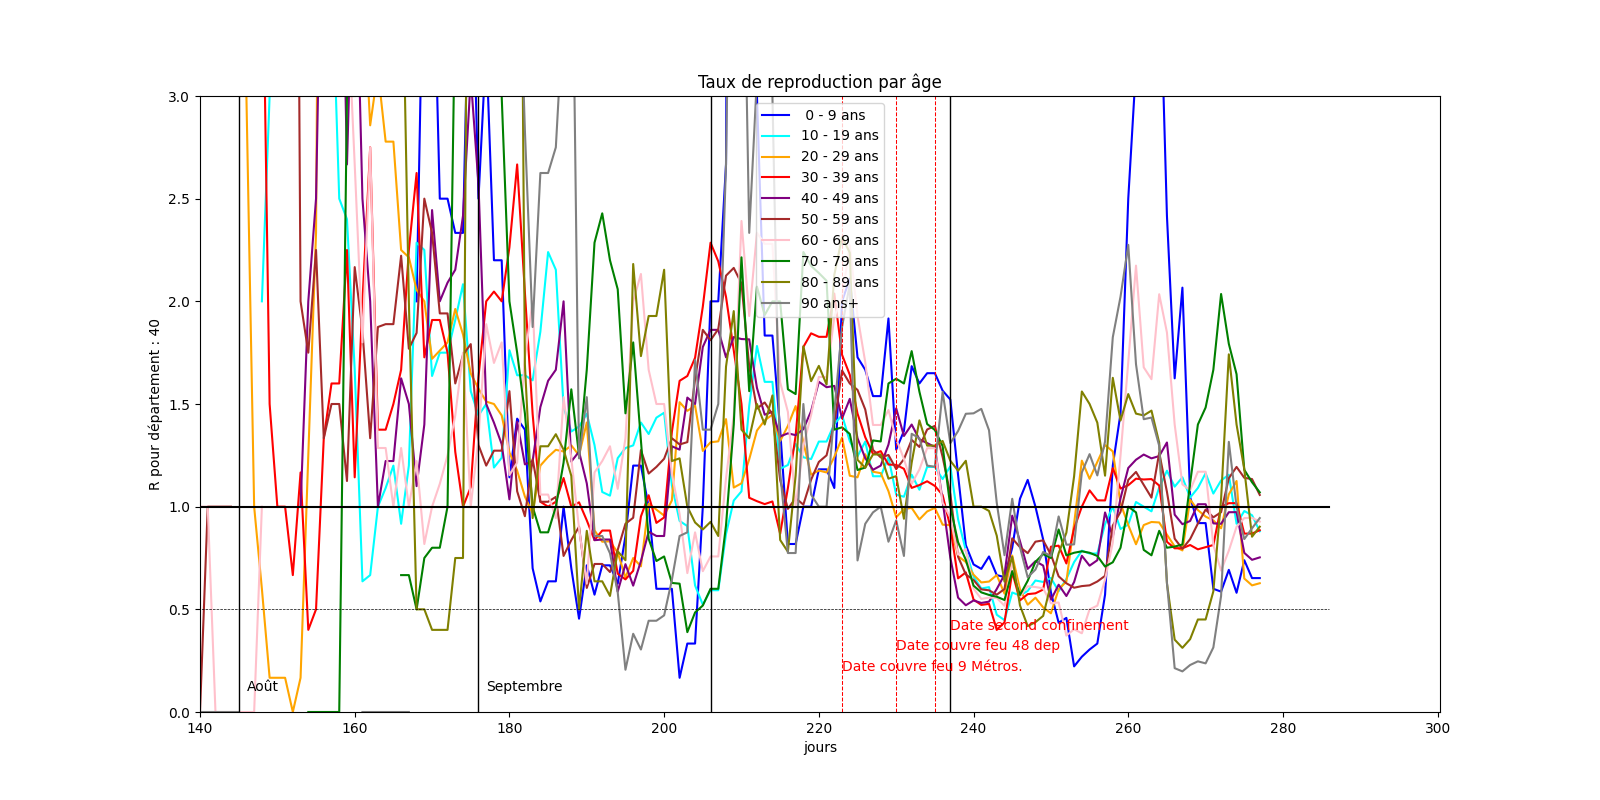 Taux de reproduction par âge
R pour département : 40
3.0
2.5
2.0
1.5
1.0
0.5
0.0
0 - 9 ans
10 - 19 ans
20 - 29 ans
30 - 39 ans
40 - 49 ans
50 - 59 ans
60 - 69 ans
70 - 79 ans
80 - 89 ans
90 ans+
Date second confinement
Date couvre feu 48 dep
Date couvre feu 9 Métros.
Août
Septembre
140 160 180 200 220 240 260 280 300
jours